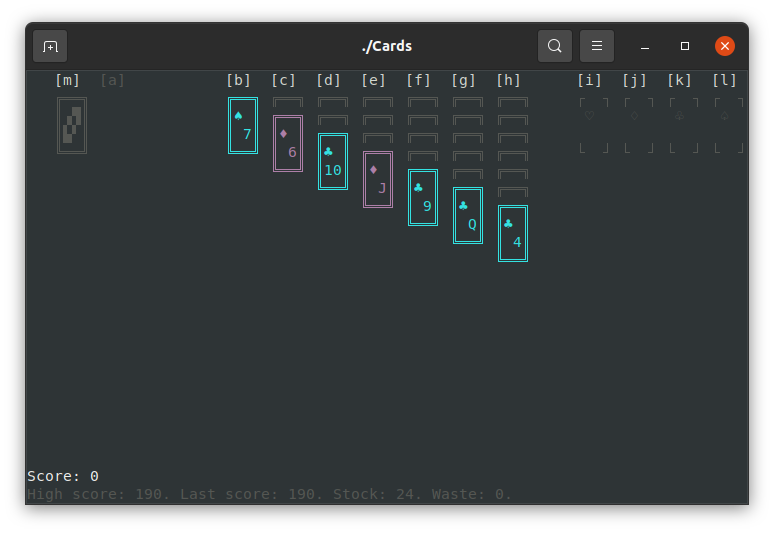 ./Cards
[m] [a] [b] [c] [d] [e] [f] [g] [h] [i] [j] [k] [l]
♠ 7
♦ 6
♣ 10
♦ J
♣ 9
♣ Q
♣ 4
Score: 0
High score: 190. Last score: 190. Stock: 24. Waste: 0.